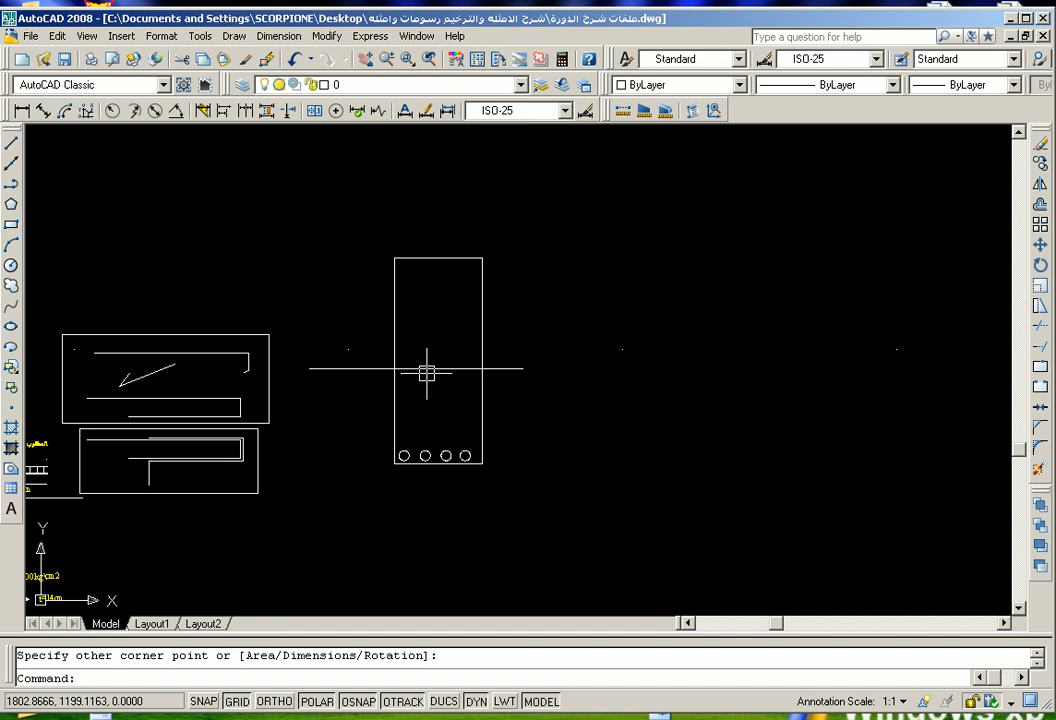 AutoCAD 2008 - [C:\Documents and Settings\SCORPIONE\Desktop\ملفات شرح الدورة\شرح الامثله والترخيم رسومات وامثله.dwg]
File Edit View Insert Format Tools Draw Dimension Modify Express Window Help
Type a question for help
Standard ISO-25 Standard
AutoCAD Classic 0 ByLayer ByLayer ByLayer By
ISO-25
A
Y
X
Model Layout1 Layout2
Specify other corner point or [Area/Dimensions/Rotation]:
Command:
1802.8666, 1199.1163, 0.0000 SNAP GRID ORTHO POLAR OSNAP OTRACK DUCS DYN LWT MODEL Annotation Scale: 1:1
Windows XP